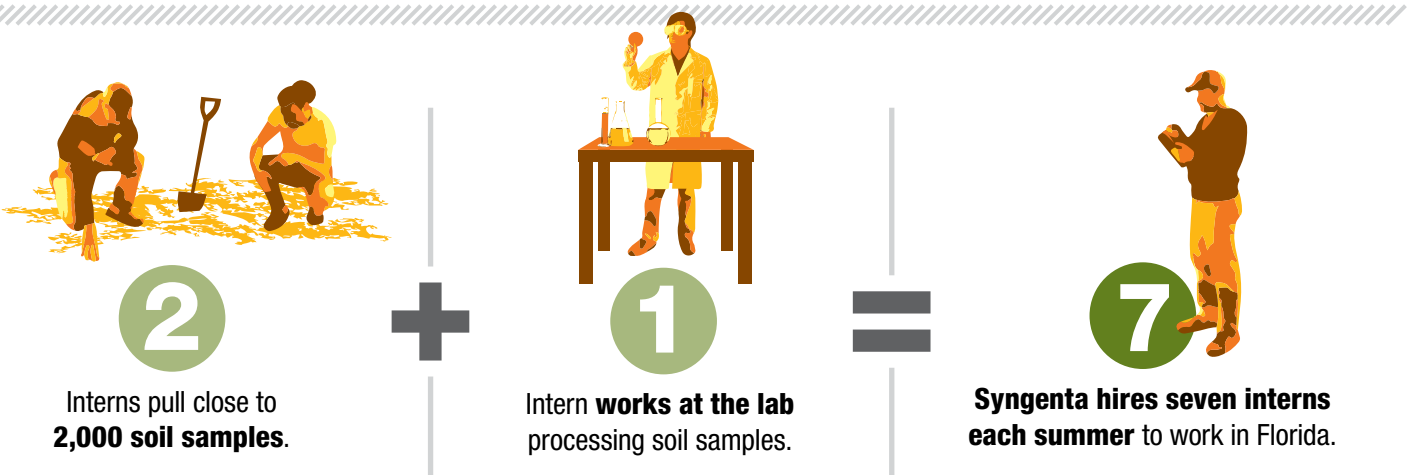 2
Interns pull close to
2,000 soil samples.
+
1
Intern works at the lab
processing soil samples.
=
7
Syngenta hires seven interns
each summer to work in Florida.